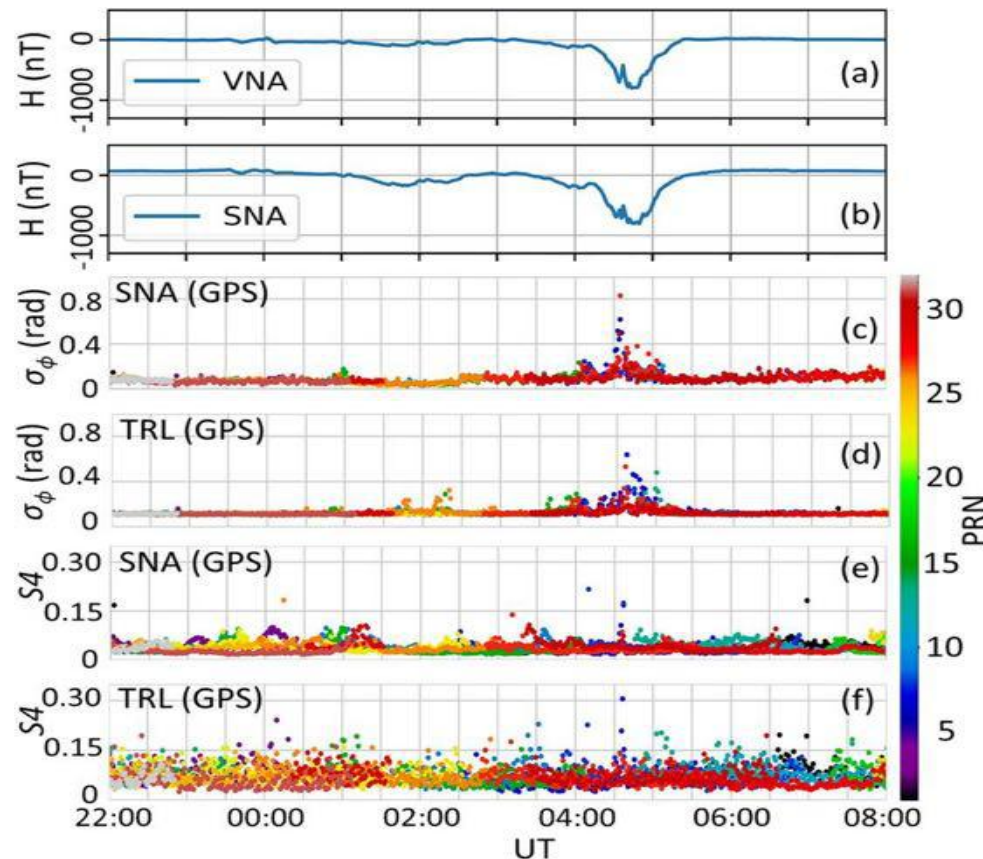 H (nT)
0
-1000
VNA
(a)
H (nT)
0
-1000
SNA
(b)
σϕ (rad)
0.8
0.4
0
SNA (GPS)
(c)
σϕ (rad)
0.8
0.4
0
TRL (GPS)
(d)
S4
0.30
0.15
0
SNA (GPS)
(e)
S4
0.30
0.15
0
TRL (GPS)
(f)
22:00 00:00 02:00 04:00 06:00 08:00
UT
30
25
20
15
10
5
PRN